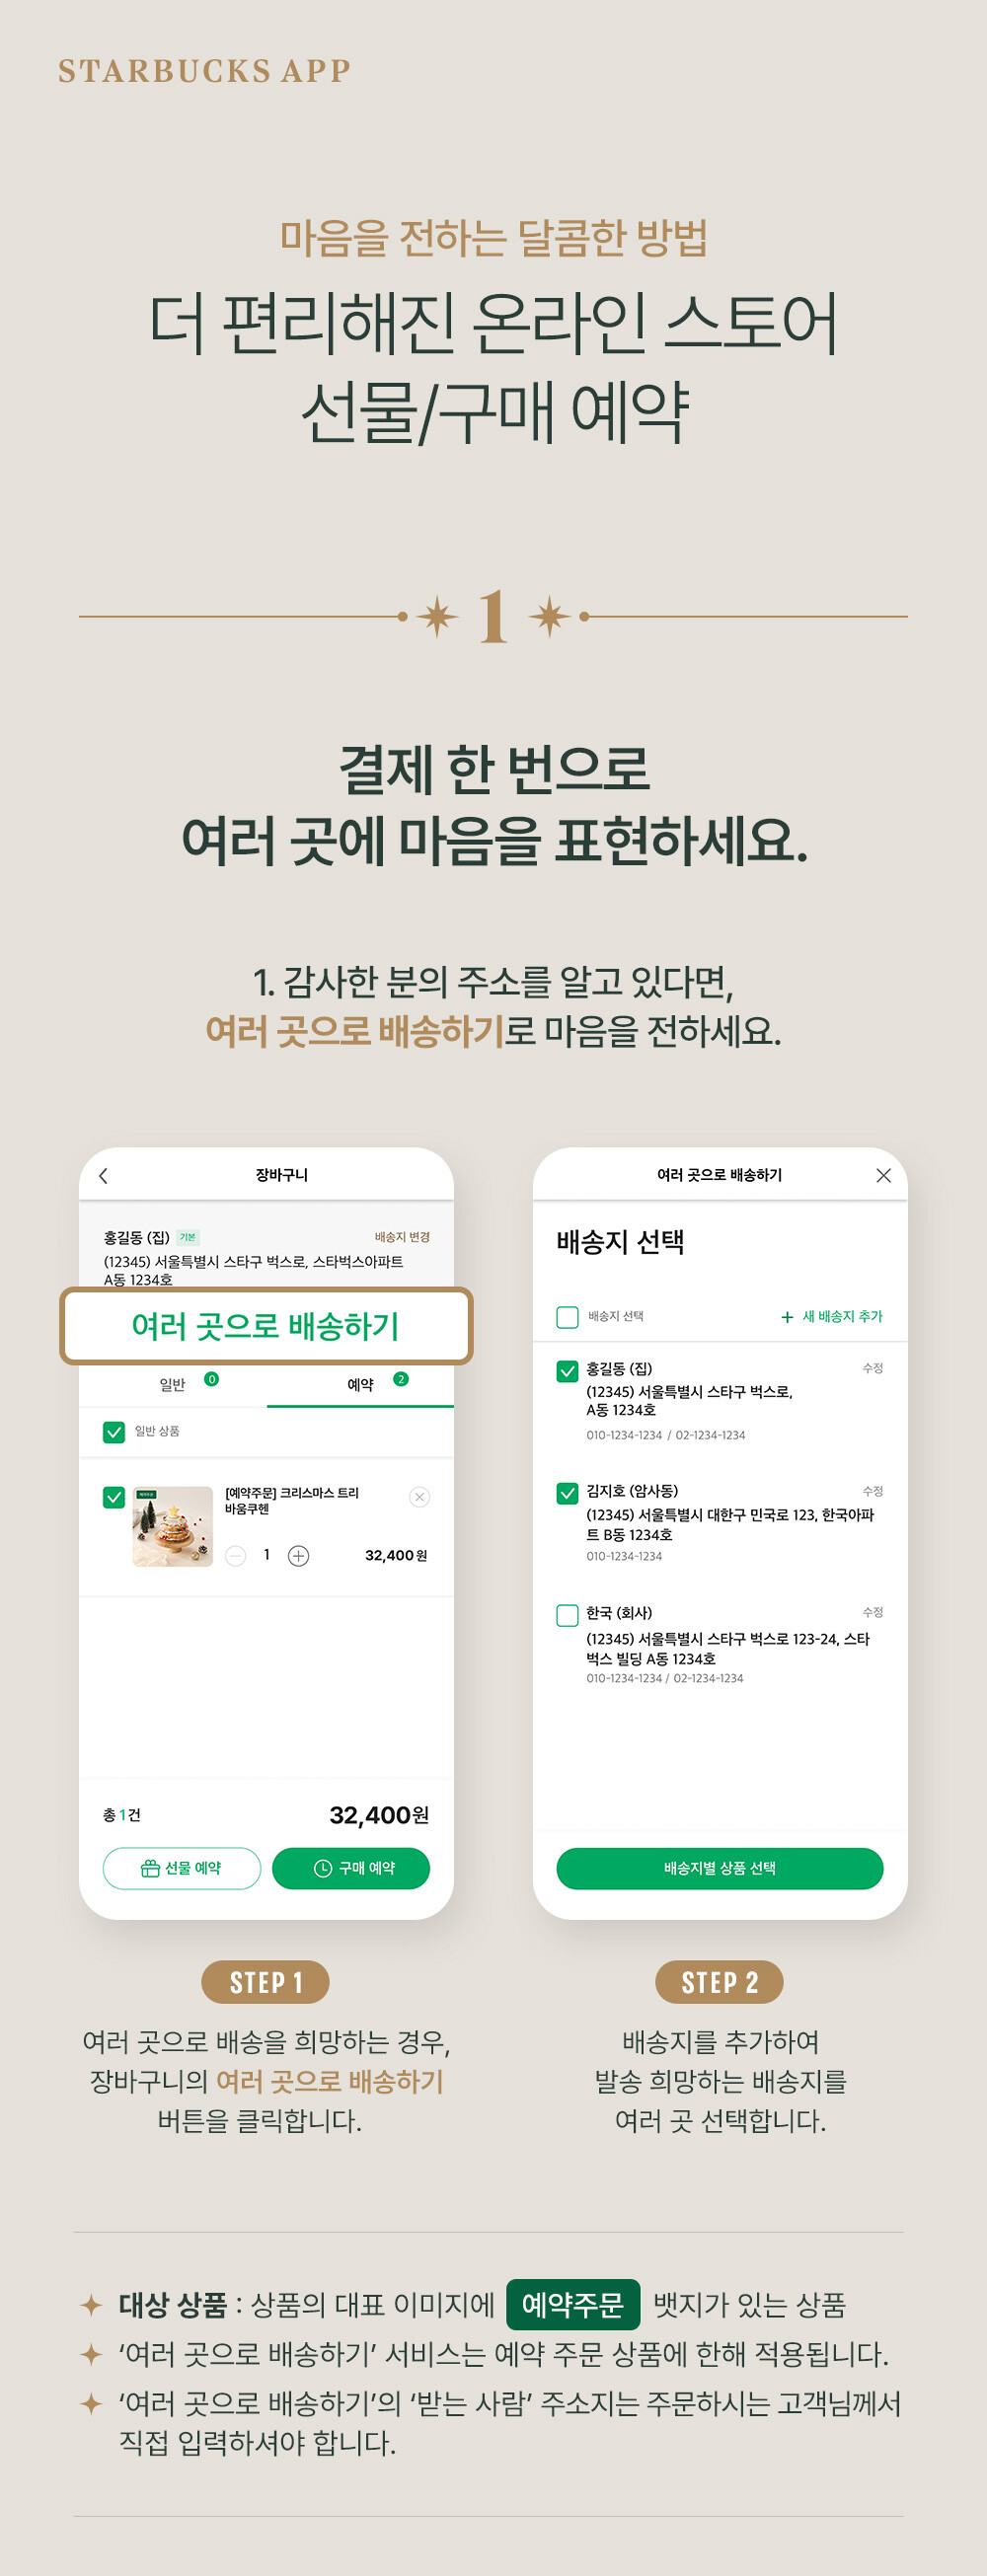 STARBUCKS APP
마음을 전하는 달콤한 방법
더 편리해진 온라인 스토어
선물/구매 예약
1
결제 한 번으로
여러 곳에 마음을 표현하세요.
1. 감사한 분의 주소를 알고 있다면,
여러 곳으로 배송하기로 마음을 전하세요.
장바구니
홍길동 (집) 기본 배송지 변경
(12345) 서울특별시 스타구 벅스로, 스타벅스아파트
A동 1234호
여러 곳으로 배송하기
일반 0 예약 2
일반 상품
예약주문
[예약주문] 크리스마스 트리
바움쿠헨
1 32,400원
총 1건 32,400원
선물 예약 구매 예약
여러 곳으로 배송하기
배송지 선택
배송지 선택 + 새 배송지 추가
홍길동 (집) 수정
(12345) 서울특별시 스타구 벅스로,
A동 1234호
010-1234-1234 / 02-1234-1234
김지호 (암사동) 수정
(12345) 서울특별시 대한구 민국로 123, 한국아파
트 B동 1234호
010-1234-1234
한국 (회사) 수정
(12345) 서울특별시 스타구 벅스로 123-24, 스타
벅스 빌딩 A동 1234호
010-1234-1234 / 02-1234-1234
배송지별 상품 선택
STEP 1
여러 곳으로 배송을 희망하는 경우,
장바구니의 여러 곳으로 배송하기
버튼을 클릭합니다.
STEP 2
배송지를 추가하여
발송 희망하는 배송지를
여러 곳 선택합니다.
대상 상품 : 상품의 대표 이미지에 예약주문 뱃지가 있는 상품
‘여러 곳으로 배송하기’ 서비스는 예약 주문 상품에 한해 적용됩니다.
‘여러 곳으로 배송하기’의 ‘받는 사람’ 주소지는 주문하시는 고객님께서
직접 입력하셔야 합니다.